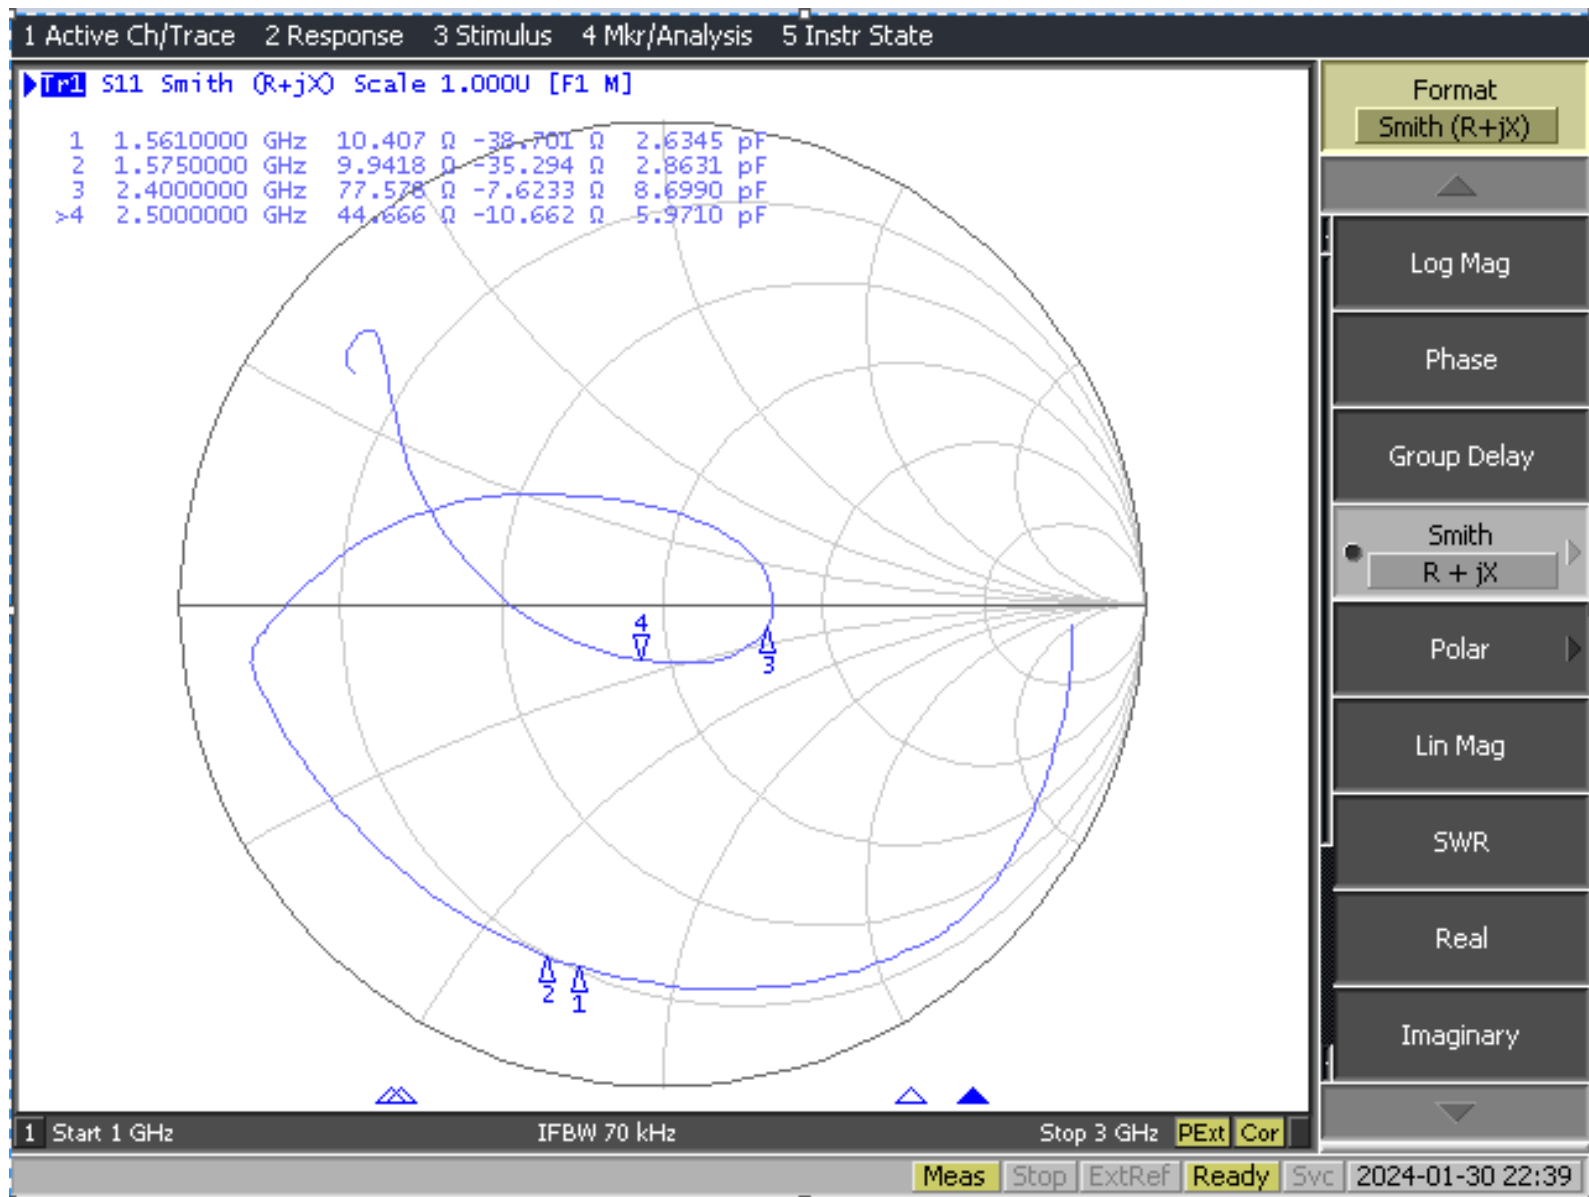 1 Active Ch/Trace 2 Response 3 Stimulus 4 Mkr/Analysis 5 Instr State
Tr1 S11 Smith (R+jX) Scale 1.000U [F1 M]
1 1.5610000 GHz 10.407 Ω -38.701 Ω 2.6345 pF
2 1.5750000 GHz 9.9418 Ω -35.294 Ω 2.8631 pF
3 2.4000000 GHz 77.578 Ω -7.6233 Ω 8.6990 pF
>4 2.5000000 GHz 44.666 Ω -10.662 Ω 5.9710 pF
4
3
2
1
1 Start 1 GHz IFBW 70 kHz Stop 3 GHz PExt Cor
Format
Smith (R+jX)
Log Mag
Phase
Group Delay
Smith
R + jX
Polar
Lin Mag
SWR
Real
Imaginary
Meas Stop ExtRef Ready Svc 2024-01-30 22:39